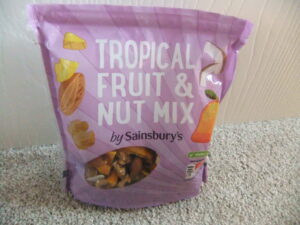 TROPICAL
FRUIT &
NUT MIX
by Sainsbury's